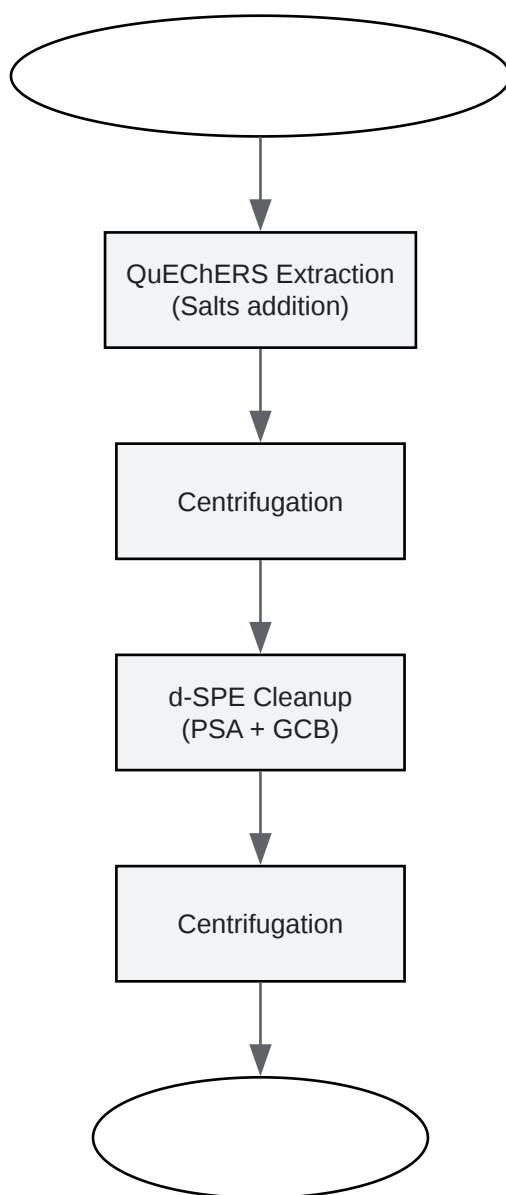 QuEChERS Extraction
(Salts addition)
Centrifugation
d-SPE Cleanup
(PSA + GCB)
Centrifugation